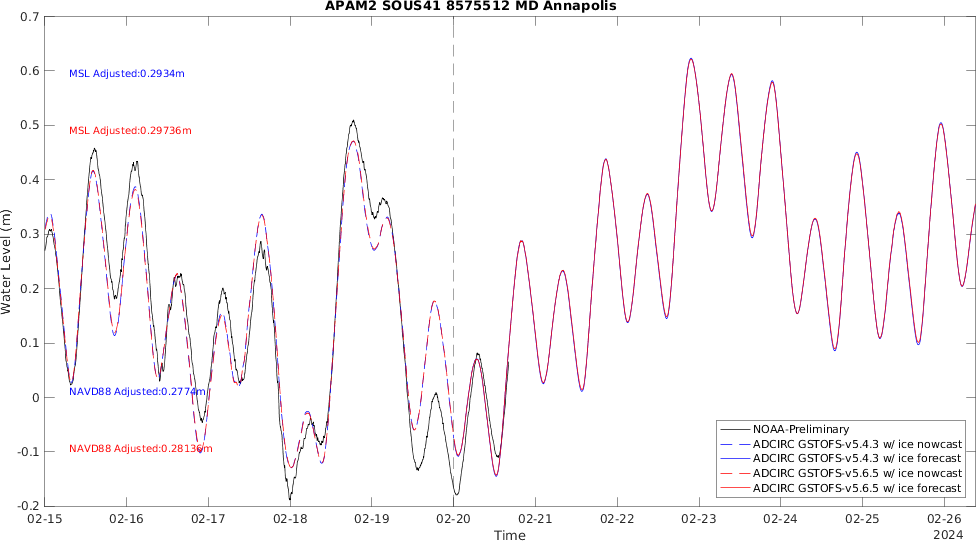 APAM2 SOUS41 8575512 MD Annapolis
0.7
0.6
0.5
0.4
0.3
0.2
0.1
0
-0.1
-0.2
Water Level (m)
MSL Adjusted:0.2934m
MSL Adjusted:0.29736m
NAVD88 Adjusted:0.2774m
NAVD88 Adjusted:0.28136m
NOAA-Preliminary
ADCIRC GSTOFS-v5.4.3 w/ ice nowcast
ADCIRC GSTOFS-v5.4.3 w/ ice forecast
ADCIRC GSTOFS-v5.6.5 w/ ice nowcast
ADCIRC GSTOFS-v5.6.5 w/ ice forecast
02-15 02-16 02-17 02-18 02-19 02-20 02-21 02-22 02-23 02-24 02-25 02-26
Time
2024